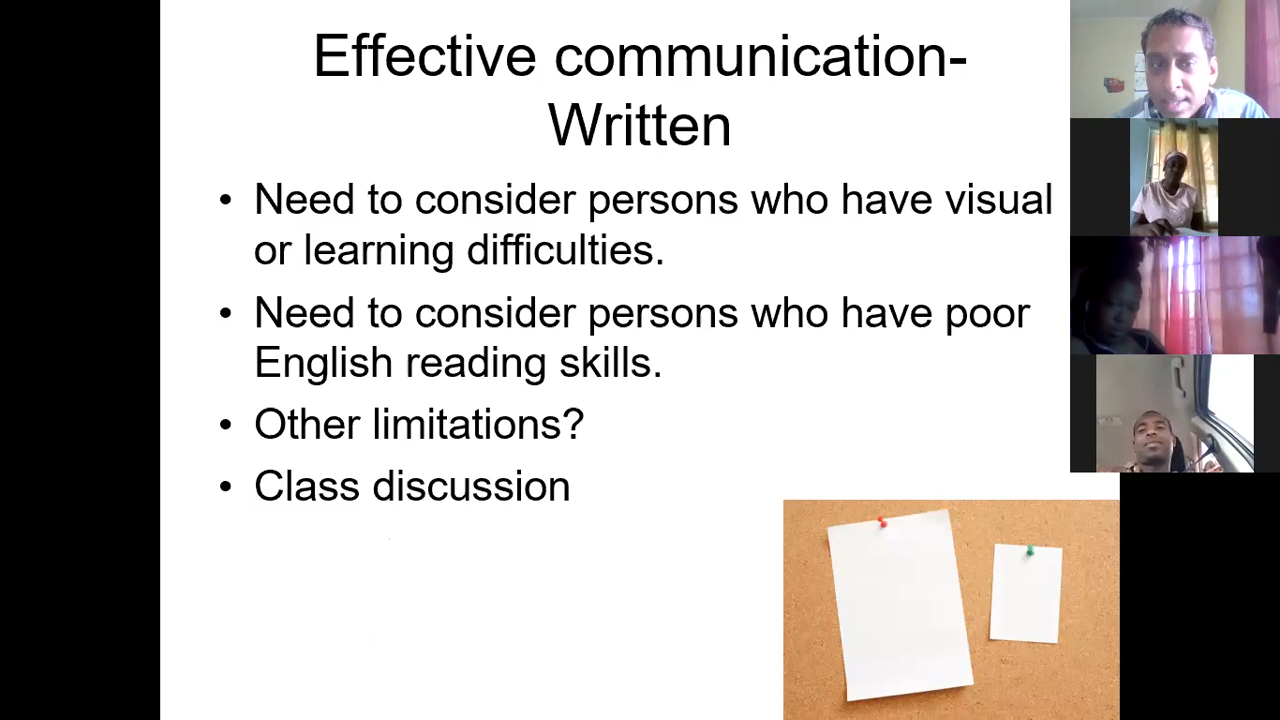 Effective communication-
Written
• Need to consider persons who have visual
or learning difficulties.
• Need to consider persons who have poor
English reading skills.
• Other limitations?
• Class discussion